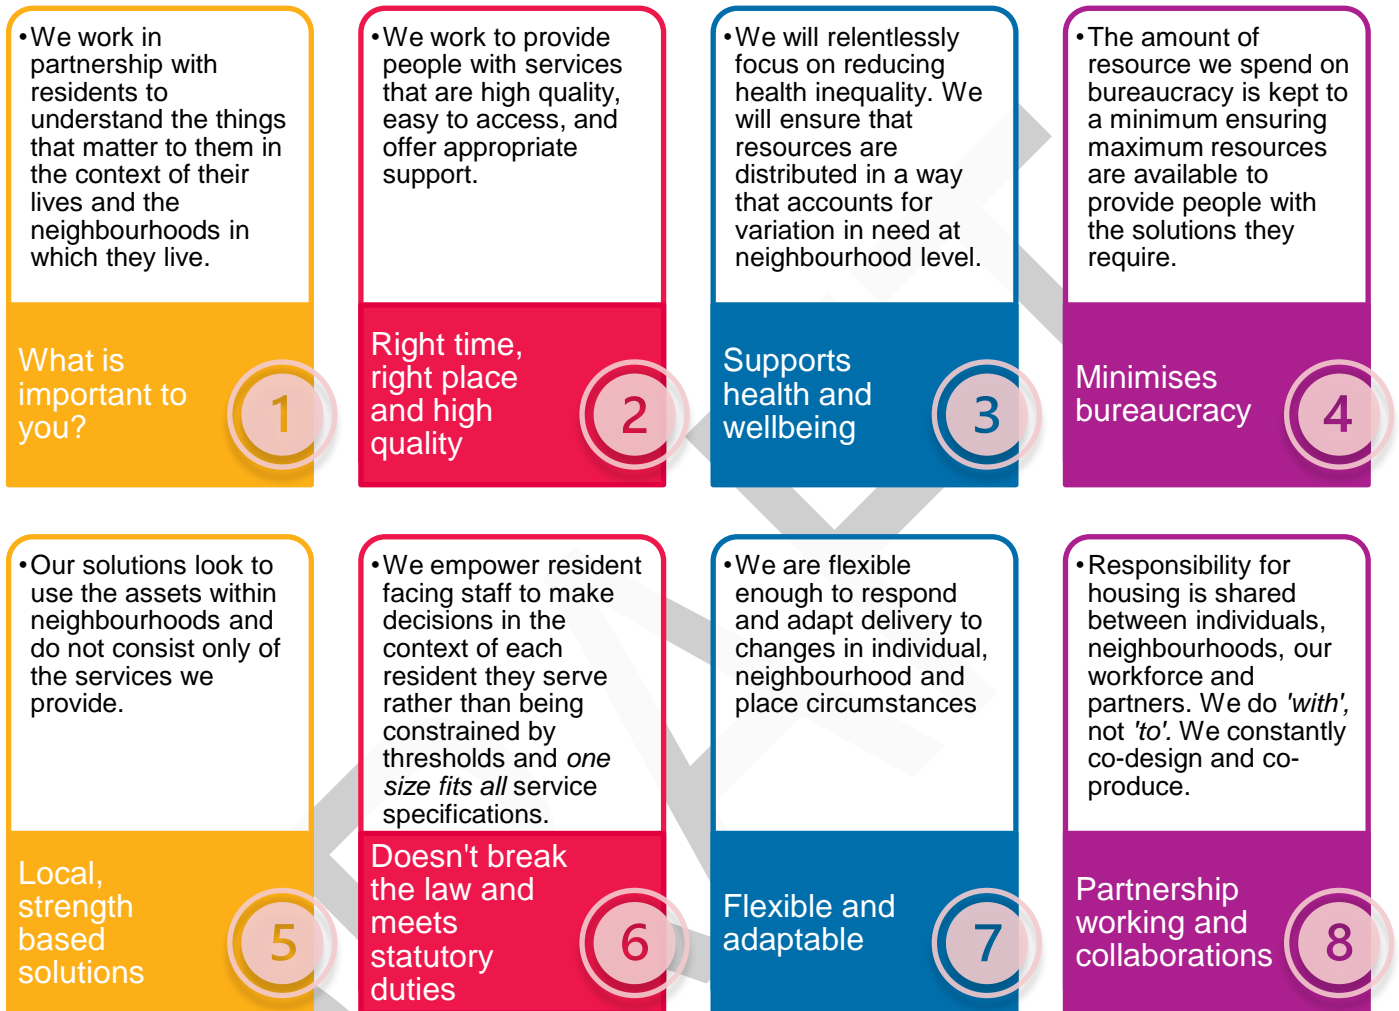 •We work in
partnership with
residents to
understand the things
that matter to them in
the context of their
lives and the
neighbourhoods in
which they live.
What is
important to
you?
1
•We work to provide
people with services
that are high quality,
easy to access, and
offer appropriate
support.
Right time,
right place
and high
quality
2
•We will relentlessly
focus on reducing
health inequality. We
will ensure that
resources are
distributed in a way
that accounts for
variation in need at
neighbourhood level.
Supports
health and
wellbeing
3
•The amount of
resource we spend on
bureaucracy is kept to
a minimum ensuring
maximum resources
are available to
provide people with
the solutions they
require.
Minimises
bureaucracy
4
•Our solutions look to
use the assets within
neighbourhoods and
do not consist only of
the services we
provide.
Local,
strength
based
solutions
5
•We empower resident
facing staff to make
decisions in the
context of each
resident they serve
rather than being
constrained by
thresholds and one
size fits all service
specifications.
Doesn't break
the law and
meets
statutory
duties
6
•We are flexible
enough to respond
and adapt delivery to
changes in individual,
neighbourhood and
place circumstances
Flexible and
adaptable
7
•Responsibility for
housing is shared
between individuals,
neighbourhoods, our
workforce and
partners. We do 'with',
not 'to'. We constantly
co-design and co-
produce.
Partnership
working and
collaborations
8
DRAFT